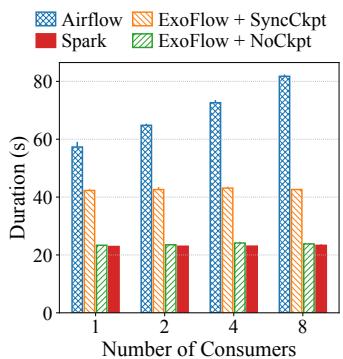 Airflow ExoFlow + SyncCkpt
Spark ExoFlow + NoCkpt
80
60
40
20
0
Duration (s)
1 2 4 8
Number of Consumers